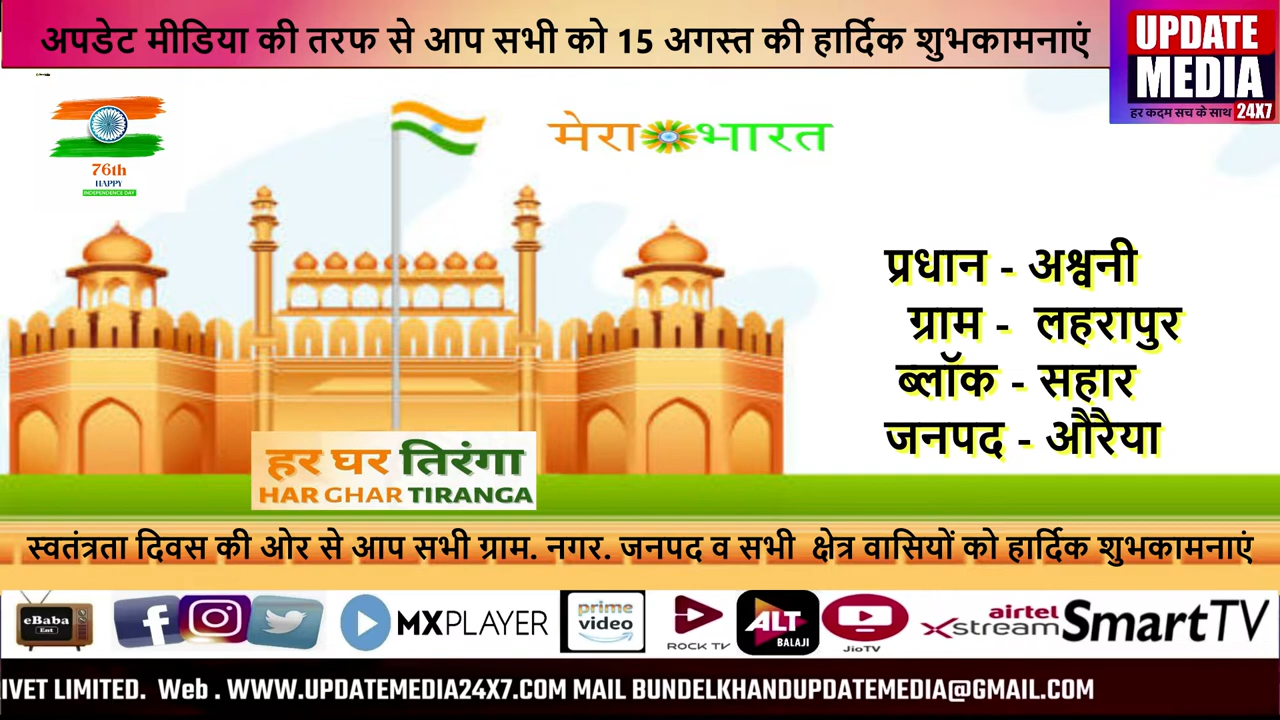 अपडेट मीडिया की तरफ से आप सभी को 15 अगस्त की हार्दिक शुभकामनाएं
UPDATE
MEDIA
हर कदम सच के साथ 24X7
76th
HAPPY
INDEPENDENCE DAY
मेरा भारत
प्रधान - अश्वनी
ग्राम - लहरापुर
ब्लॉक - सहार
जनपद - औरैया
हर घर तिरंगा
HAR GHAR TIRANGA
स्वतंत्रता दिवस की ओर से आप सभी ग्राम. नगर. जनपद व सभी क्षेत्र वासियों को हार्दिक शुभकामनाएं
eBaba
Ent
MXPLAYER
prime
video
ROCK TV
ALT
BALAJI
JioTV
airtel
Xstream
SmartTV
IVET LIMITED. Web . WWW.UPDATEMEDIA24X7.COM MAIL BUNDELKHANDUPDATEMEDIA@GMAIL.COM